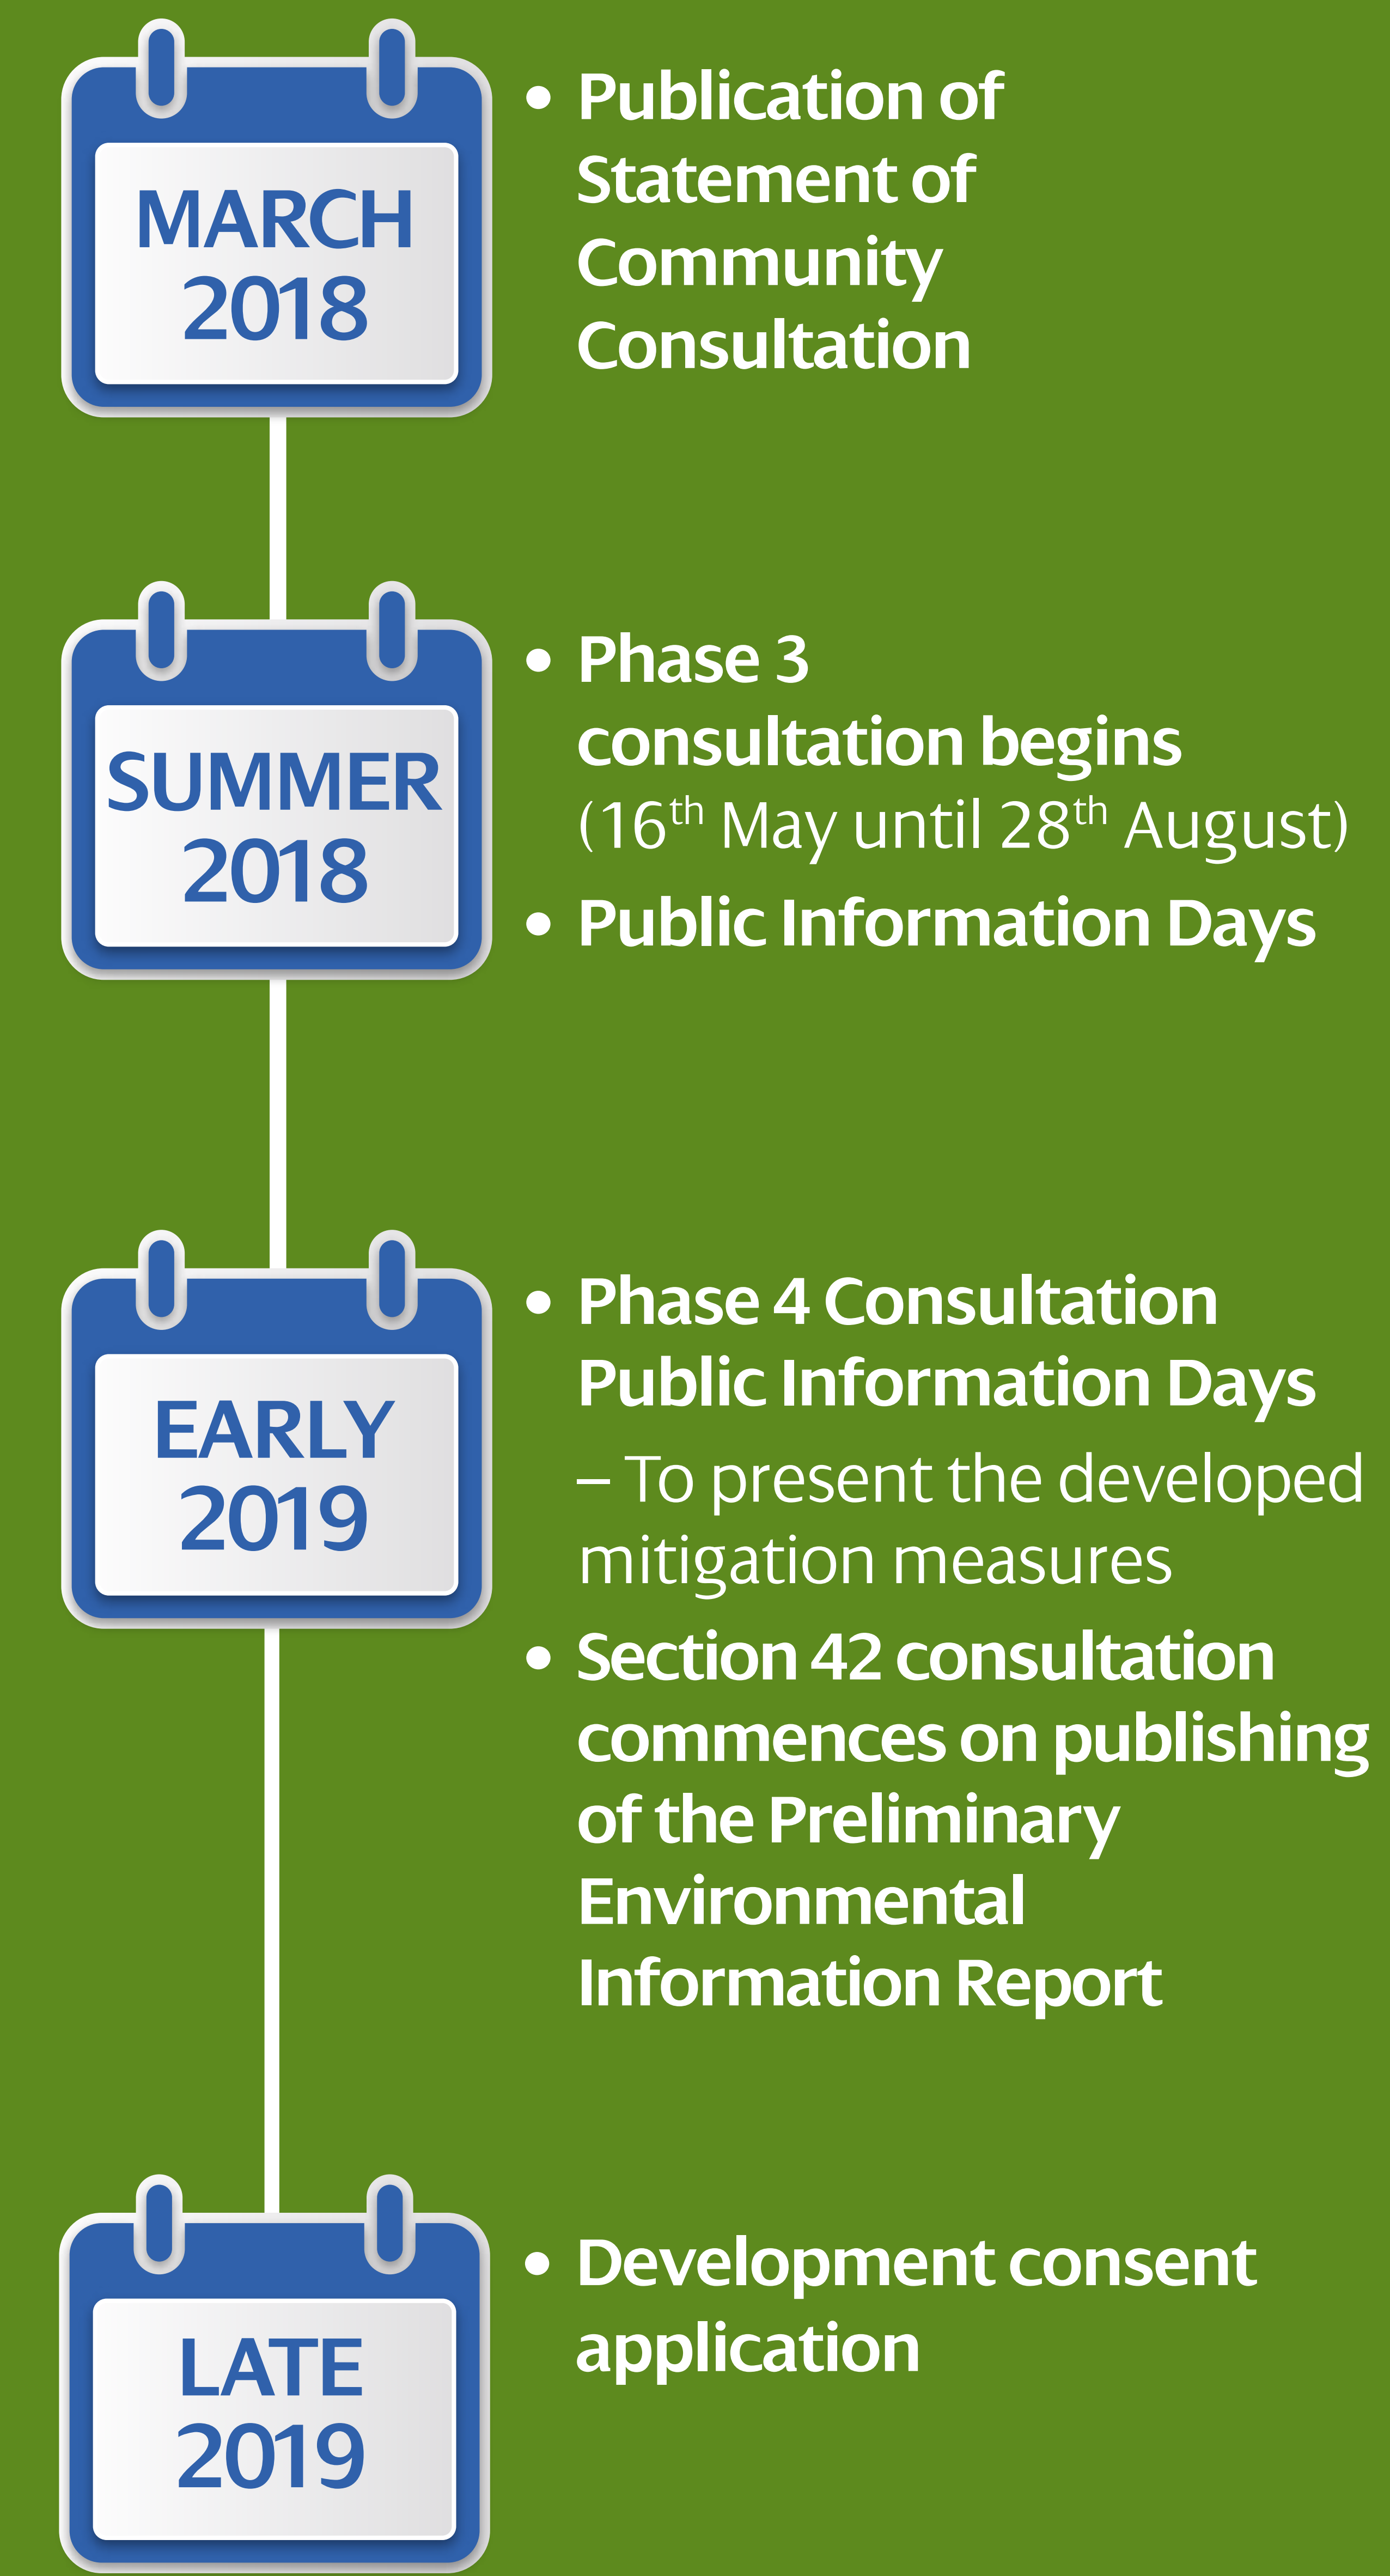 MARCH
2018
• Publication of
Statement of
Community
Consultation
SUMMER
2018
• Phase 3
consultation begins
(16th May until 28th August)
• Public Information Days
EARLY
2019
• Phase 4 Consultation
Public Information Days
– To present the developed
mitigation measures
• Section 42 consultation
commences on publishing
of the Preliminary
Environmental
Information Report
LATE
2019
• Development consent
application